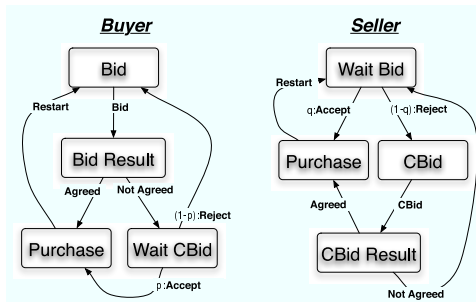 Buyer
Bid
Restart
Bid
Bid Result
Agreed
Not Agreed
(1-p):Reject
Purchase
Wait CBid
p:Accept
Seller
Wait Bid
Restart
q:Accept
(1-q):Reject
Purchase
CBid
Agreed
CBid
CBid Result
Not Agreed